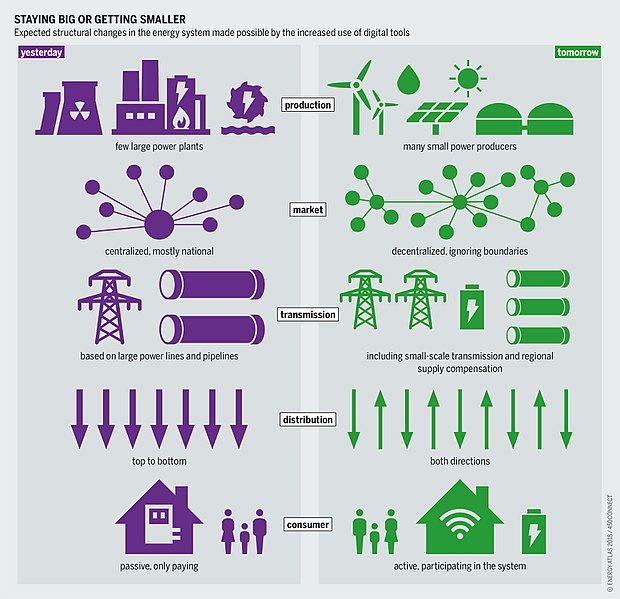 STAYING BIG OR GETTING SMALLER
Expected structural changes in the energy system made possible by the increased use of digital tools
yesterday
tomorrow
production
few large power plants
many small power producers
market
centralized, mostly national
decentralized, ignoring boundaries
transmission
based on large power lines and pipelines
including small-scale transmission and regional
supply compensation
distribution
top to bottom
both directions
consumer
passive, only paying
active, participating in the system
© ENERGY ATLAS 2018 / 450CONNECT